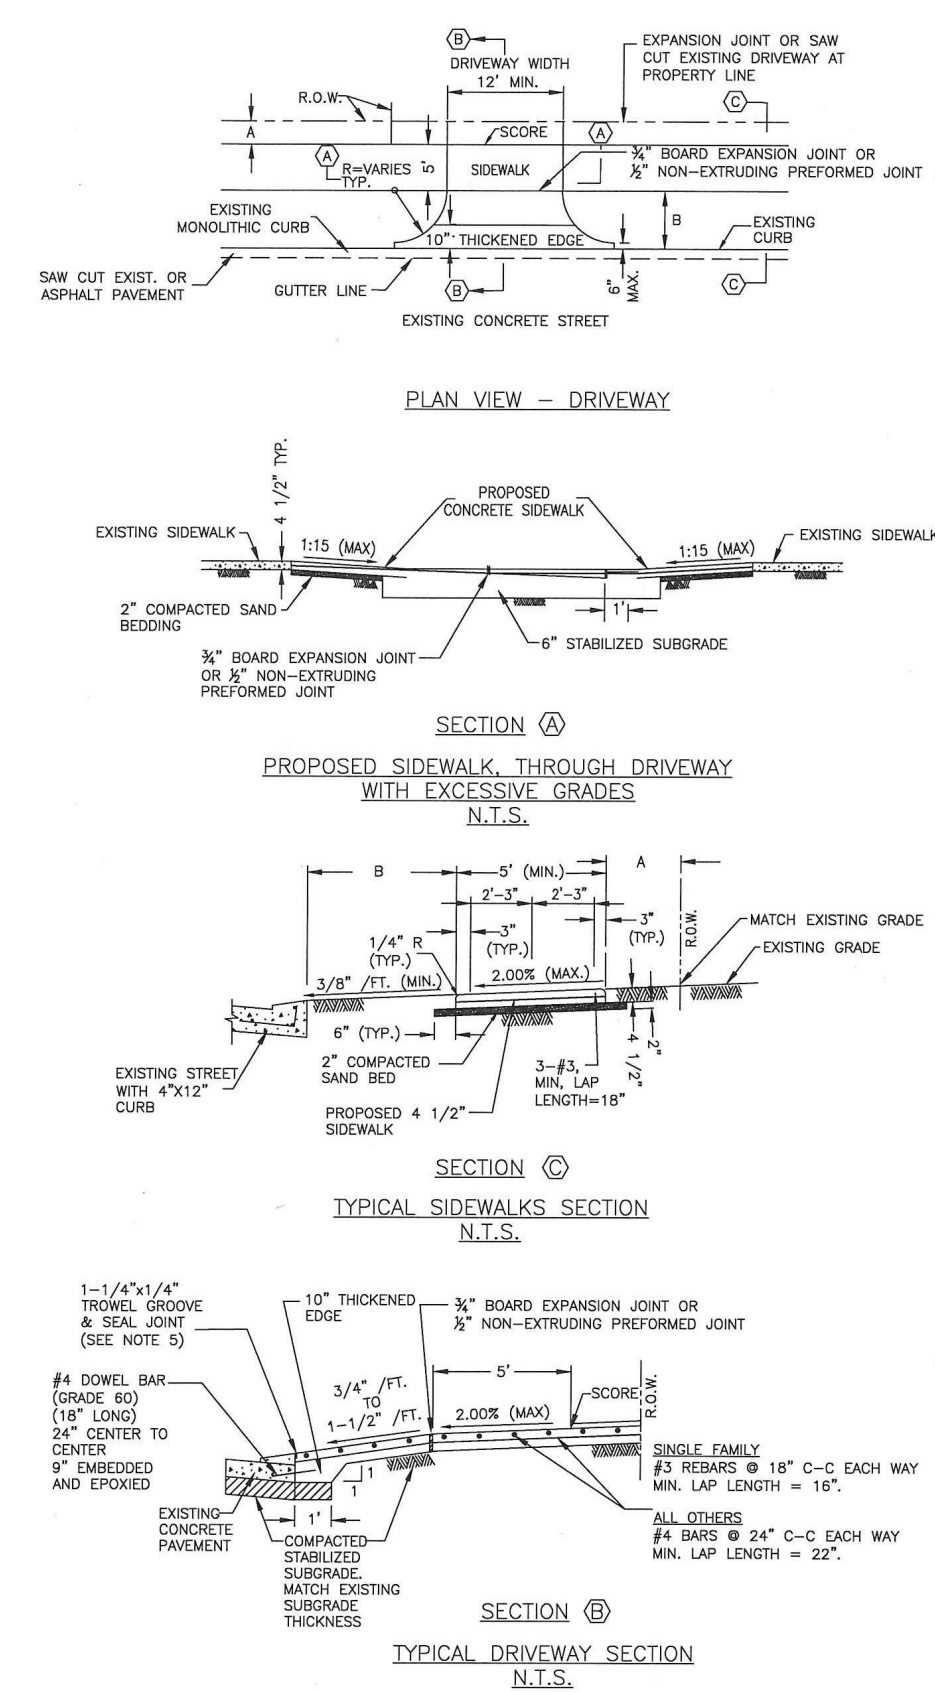 B
DRIVEWAY WIDTH
12' MIN.
EXPANSION JOINT OR SAW
CUT EXISTING DRIVEWAY AT
PROPERTY LINE
R.O.W.
C
A
SCORE
A
A
R=VARIES
TYP.
5'
SIDEWALK
3/4" BOARD EXPANSION JOINT OR
1/2" NON-EXTRUDING PREFORMED JOINT
EXISTING
MONOLITHIC CURB
B
EXISTING
CURB
10" THICKENED EDGE
SAW CUT EXIST. OR
ASPHALT PAVEMENT
GUTTER LINE
B
6"
MAX.
C
EXISTING CONCRETE STREET
PLAN VIEW - DRIVEWAY
4 1/2" TYP.
PROPOSED
CONCRETE SIDEWALK
EXISTING SIDEWALK
1:15 (MAX)
1:15 (MAX)
EXISTING SIDEWALK
2" COMPACTED SAND
BEDDING
1'
6" STABILIZED SUBGRADE
3/4" BOARD EXPANSION JOINT
OR 1/2" NON-EXTRUDING
PREFORMED JOINT
SECTION A
PROPOSED SIDEWALK, THROUGH DRIVEWAY
WITH EXCESSIVE GRADES
N.T.S.
B
5' (MIN.)
A
2'-3"
2'-3"
3"
(TYP.)
3"
(TYP.)
R.O.W.
MATCH EXISTING GRADE
EXISTING GRADE
1/4" R
(TYP.)
3/8" /FT. (MIN.)
2.00% (MAX.)
6" (TYP.)
2" COMPACTED
SAND BED
3-#3,
MIN, LAP
LENGTH=18"
4 1/2"
2"
EXISTING STREET
WITH 4"X12"
CURB
PROPOSED 4 1/2"
SIDEWALK
SECTION C
TYPICAL SIDEWALKS SECTION
N.T.S.
1-1/4"x1/4"
TROWEL GROOVE
& SEAL JOINT
(SEE NOTE 5)
10" THICKENED
EDGE
3/4" BOARD EXPANSION JOINT OR
1/2" NON-EXTRUDING PREFORMED JOINT
#4 DOWEL BAR
(GRADE 60)
(18" LONG)
24" CENTER TO
CENTER
9" EMBEDDED
AND EPOXIED
3/4" /FT.
TO
1-1/2" /FT.
5'
2.00% (MAX)
SCORE
R.O.W.
1
1
1'
EXISTING
CONCRETE
PAVEMENT
COMPACTED
STABILIZED
SUBGRADE.
MATCH EXISTING
SUBGRADE
THICKNESS
SINGLE FAMILY
#3 REBARS @ 18" C-C EACH WAY
MIN. LAP LENGTH = 16".
ALL OTHERS
#4 BARS @ 24" C-C EACH WAY
MIN. LAP LENGTH = 22".
SECTION B
TYPICAL DRIVEWAY SECTION
N.T.S.